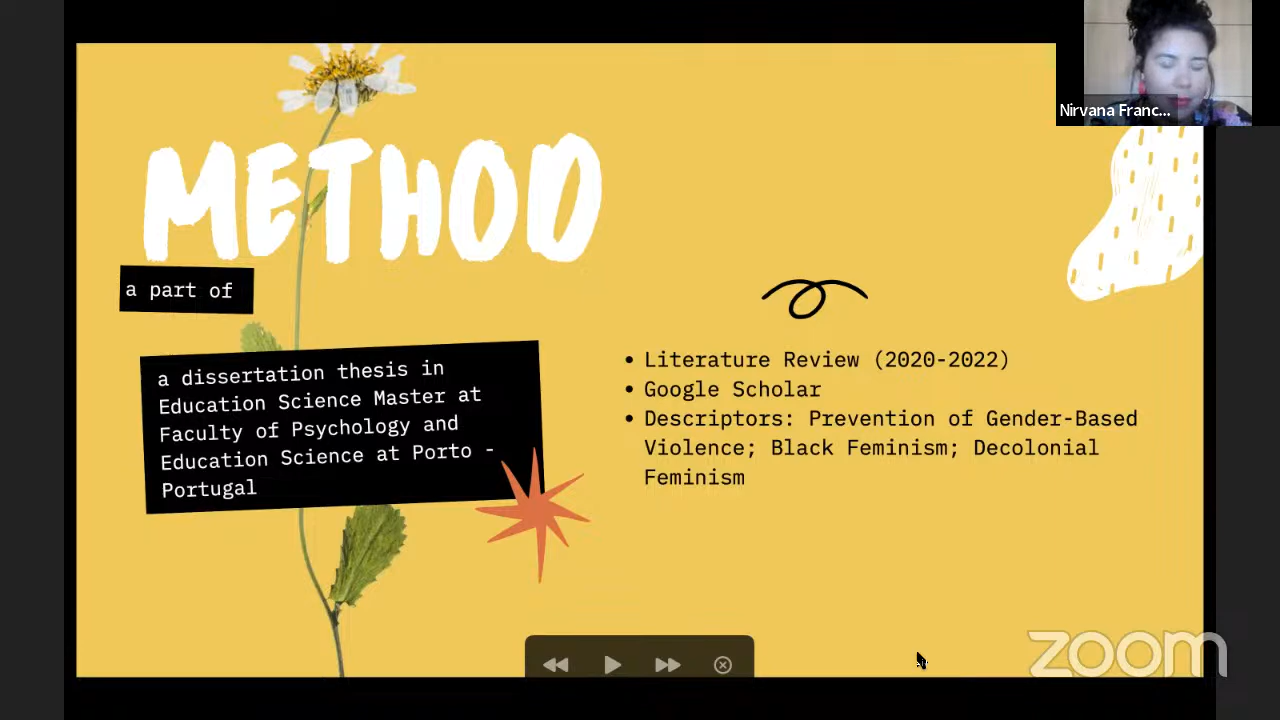 Nirvana Franc...
METHOD
a part of
a dissertation thesis in
Education Science Master at
Faculty of Psychology and
Education Science at Porto -
Portugal
• Literature Review (2020-2022)
• Google Scholar
• Descriptors: Prevention of Gender-Based
Violence; Black Feminism; Decolonial
Feminism
zoom